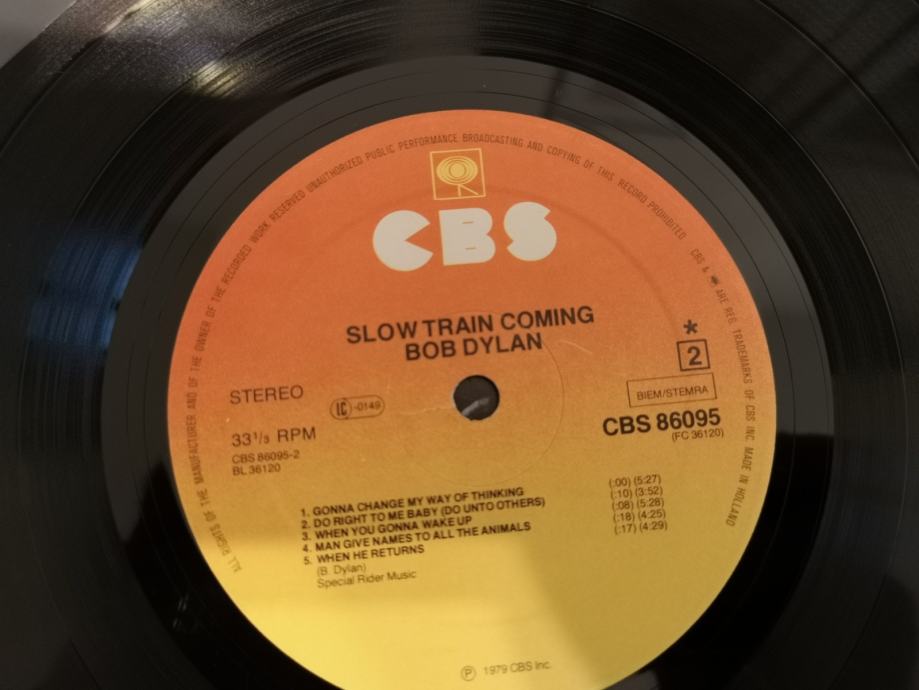 ALL RIGHTS OF THE MANUFACTURER AND OF THE OWNER OF THE RECORDED WORK RESERVED UNAUTHORIZED PUBLIC PERFORMANCE BROADCASTING AND COPYING OF THIS RECORD PROHIBITED CBS & ARE REG. TRADEMARKS OF CBS INC. MADE IN HOLLAND
CBS
SLOW TRAIN COMING
BOB DYLAN
*
2
STEREO
LC -0149
BIEM/STEMRA
33⅓ RPM
CBS 86095
(FC 36120)
CBS 86095-2
BL 36120
1. GONNA CHANGE MY WAY OF THINKING (:00) (5:27)
2. DO RIGHT TO ME BABY (DO UNTO OTHERS) (:10) (3:52)
3. WHEN YOU GONNA WAKE UP (:08) (5:28)
4. MAN GIVE NAMES TO ALL THE ANIMALS (:18) (4:25)
5. WHEN HE RETURNS (:17) (4:29)
(B. Dylan)
Special Rider Music
Ⓟ 1979 CBS Inc.